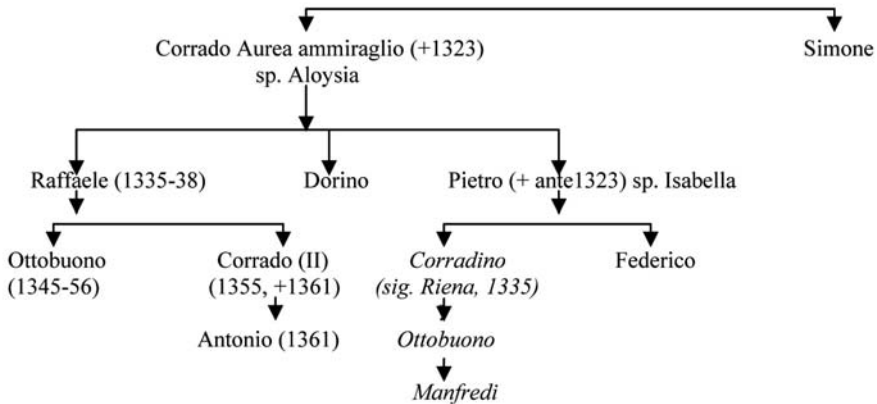 Corrado Aurea ammiraglio (+1323) Simone
sp. Aloysia
Raffaele (1335-38) Dorino Pietro (+ ante1323) sp. Isabella
Ottobuono Corrado (II) Corradino Federico
(1345-56) (1355, +1361) (sig. Riena, 1335)
Antonio (1361) Ottobuono
Manfredi